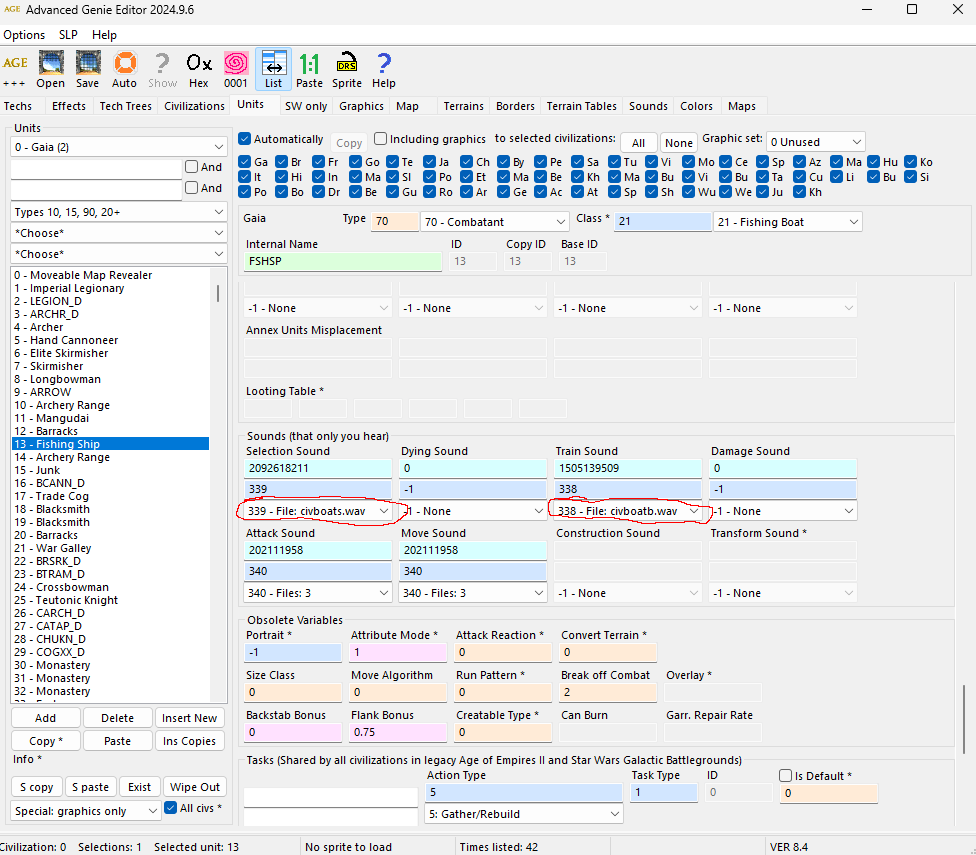 AGE Advanced Genie Editor 2024.9.6
Options SLP Help
AGE +++ Open Save Auto ? Show Ox Hex 0001 List 1:1 Paste DRS Sprite ? Help
Techs Effects Tech Trees Civilizations Units SW only Graphics Map Terrains Borders Terrain Tables Sounds Colors Maps
Units
0 - Gaia (2)
And
And
Types 10, 15, 90, 20+
*Choose*
*Choose*
0 - Moveable Map Revealer
1 - Imperial Legionary
2 - LEGION_D
3 - ARCHR_D
4 - Archer
5 - Hand Cannoneer
6 - Elite Skirmisher
7 - Skirmisher
8 - Longbowman
9 - ARROW
10 - Archery Range
11 - Mangudai
12 - Barracks
13 - Fishing Ship
14 - Archery Range
15 - Junk
16 - BCANN_D
17 - Trade Cog
18 - Blacksmith
19 - Blacksmith
20 - Barracks
21 - War Galley
22 - BRSRK_D
23 - BTRAM_D
24 - Crossbowman
25 - Teutonic Knight
26 - CARCH_D
27 - CATAP_D
28 - CHUKN_D
29 - COGXX_D
30 - Monastery
31 - Monastery
32 - Monastery
Add Delete Insert New
Copy * Paste Ins Copies
Info *
S copy S paste Exist Wipe Out
Special: graphics only All civs *
Automatically Copy Including graphics to selected civilizations: All None Graphic set: 0 Unused
Ga Br Fr Go Te Ja Ch By Pe Sa Tu Vi Mo Ce Sp Az Ma Hu Ko
It Hi In Ma Sl Po Et Ma Be Kh Ma Bu Vi Bu Ta Cu Li Bu Si
Po Bo Dr Be Gu Ro Ar Ge Ac At Sp Sh Wu We Ju Kh
Gaia Type 70 70 - Combatant Class * 21 21 - Fishing Boat
Internal Name ID Copy ID Base ID
FSHSP 13 13 13
-1 - None -1 - None -1 - None -1 - None
Annex Units Misplacement
Looting Table *
Sounds (that only you hear)
Selection Sound Dying Sound Train Sound Damage Sound
2092618211 0 1505139509 0
339 -1 338 -1
339 - File: civboats.wav -1 - None 338 - File: civboatb.wav -1 - None
Attack Sound Move Sound Construction Sound Transform Sound *
202111958 202111958
340 340
340 - Files: 3 340 - Files: 3 -1 - None -1 - None
Obsolete Variables
Portrait * Attribute Mode * Attack Reaction * Convert Terrain *
-1 1 0 0
Size Class Move Algorithm Run Pattern * Break off Combat Overlay *
0 0 0 2
Backstab Bonus Flank Bonus Creatable Type * Can Burn Garr. Repair Rate
0 0.75 0
Tasks (Shared by all civilizations in legacy Age of Empires II and Star Wars Galactic Battlegrounds)
Action Type Task Type ID Is Default *
5 1 0 0
5: Gather/Rebuild
Civilization: 0 Selections: 1 Selected unit: 13 No sprite to load Times listed: 42 VER 8.4